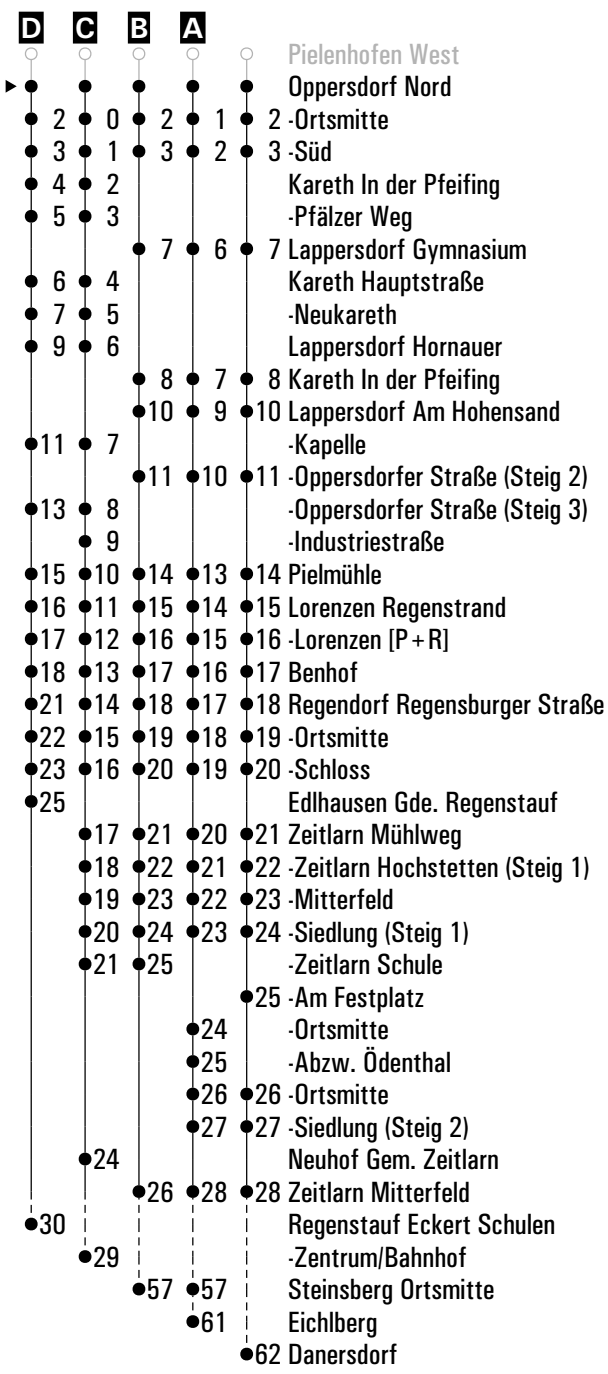 D C B A
Pielenhofen West
Oppersdorf Nord
2 0 2 1 2 -Ortsmitte
3 1 3 2 3 -Süd
4 2 Kareth In der Pfeifing
5 3 -Pfälzer Weg
7 6 7 Lappersdorf Gymnasium
6 4 Kareth Hauptstraße
7 5 -Neukareth
9 6 Lappersdorf Hornauer
8 7 8 Kareth In der Pfeifing
10 9 10 Lappersdorf Am Hohensand
11 7 -Kapelle
11 10 11 -Oppersdorfer Straße (Steig 2)
13 8 -Oppersdorfer Straße (Steig 3)
9 -Industriestraße
15 10 14 13 14 Pielmühle
16 11 15 14 15 Lorenzen Regenstrand
17 12 16 15 16 -Lorenzen [P+R]
18 13 17 16 17 Benhof
21 14 18 17 18 Regendorf Regensburger Straße
22 15 19 18 19 -Ortsmitte
23 16 20 19 20 -Schloss
25 Edlhausen Gde. Regenstauf
17 21 20 21 Zeitlarn Mühlweg
18 22 21 22 -Zeitlarn Hochstetten (Steig 1)
19 23 22 23 -Mitterfeld
20 24 23 24 -Siedlung (Steig 1)
21 25 -Zeitlarn Schule
25 -Am Festplatz
24 -Ortsmitte
25 -Abzw. Ödenthal
26 26 -Ortsmitte
27 27 -Siedlung (Steig 2)
24 Neuhof Gem. Zeitlarn
26 28 28 Zeitlarn Mitterfeld
30 Regenstauf Eckert Schulen
29 -Zentrum/Bahnhof
57 57 Steinsberg Ortsmitte
61 Eichlberg
62 Danersdorf